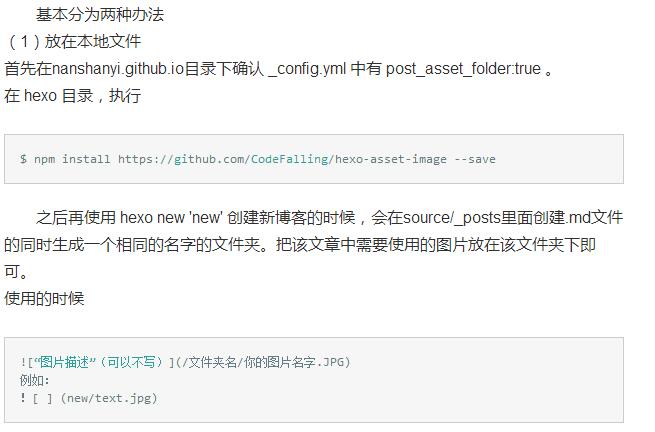 基本分为两种办法
（1）放在本地文件
首先在nanshanyi.github.io目录下确认 _config.yml 中有 post_asset_folder:true 。
在 hexo 目录，执行
$ npm install https://github.com/CodeFalling/hexo-asset-image --save
之后再使用 hexo new 'new' 创建新博客的时候，会在source/_posts里面创建.md文件
的同时生成一个相同的名字的文件夹。把该文章中需要使用的图片放在该文件夹下即
可。
使用的时候
![“图片描述”（可以不写）](/文件夹名/你的图片名字.JPG)
例如:
! [ ] (new/text.jpg)